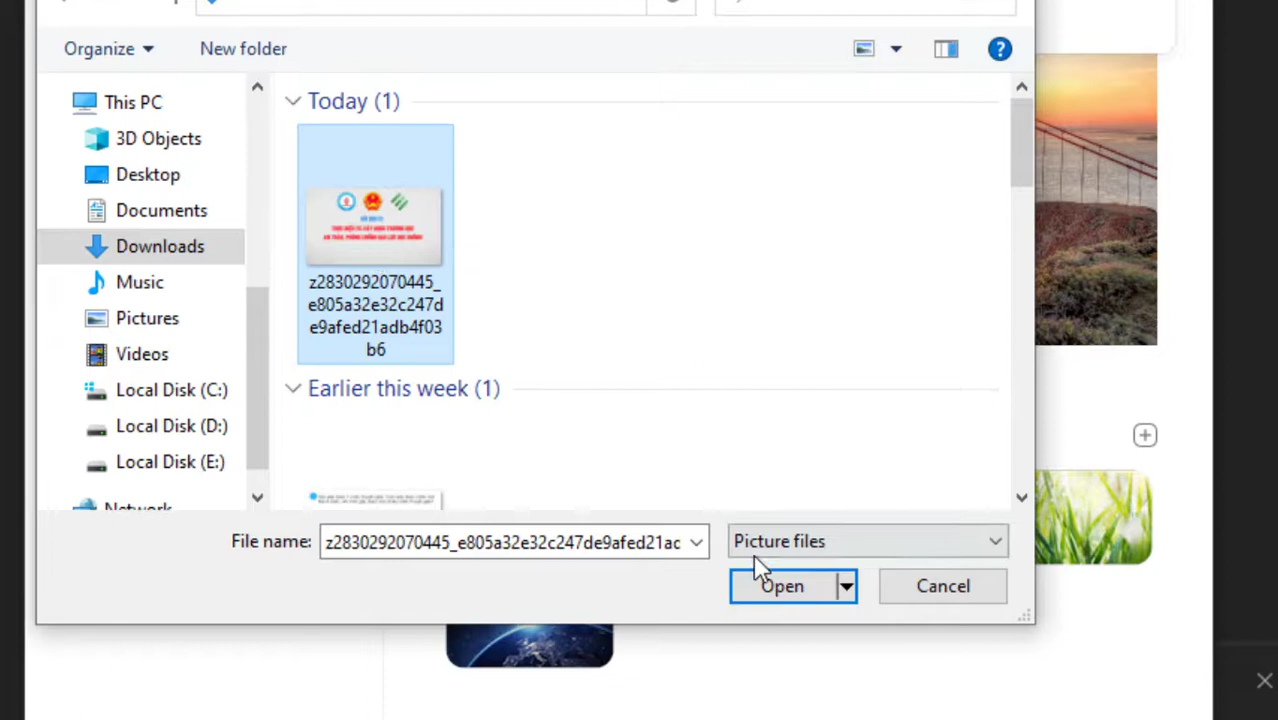 Organize
New folder
This PC
3D Objects
Desktop
Documents
Downloads
Music
Pictures
Videos
Local Disk (C:)
Local Disk (D:)
Local Disk (E:)
Network
Today (1)
z2830292070445_
e805a32e32c247d
e9afed21adb4f03
b6
Earlier this week (1)
File name:
z2830292070445_e805a32e32c247de9afed21ac
Picture files
Open
Cancel